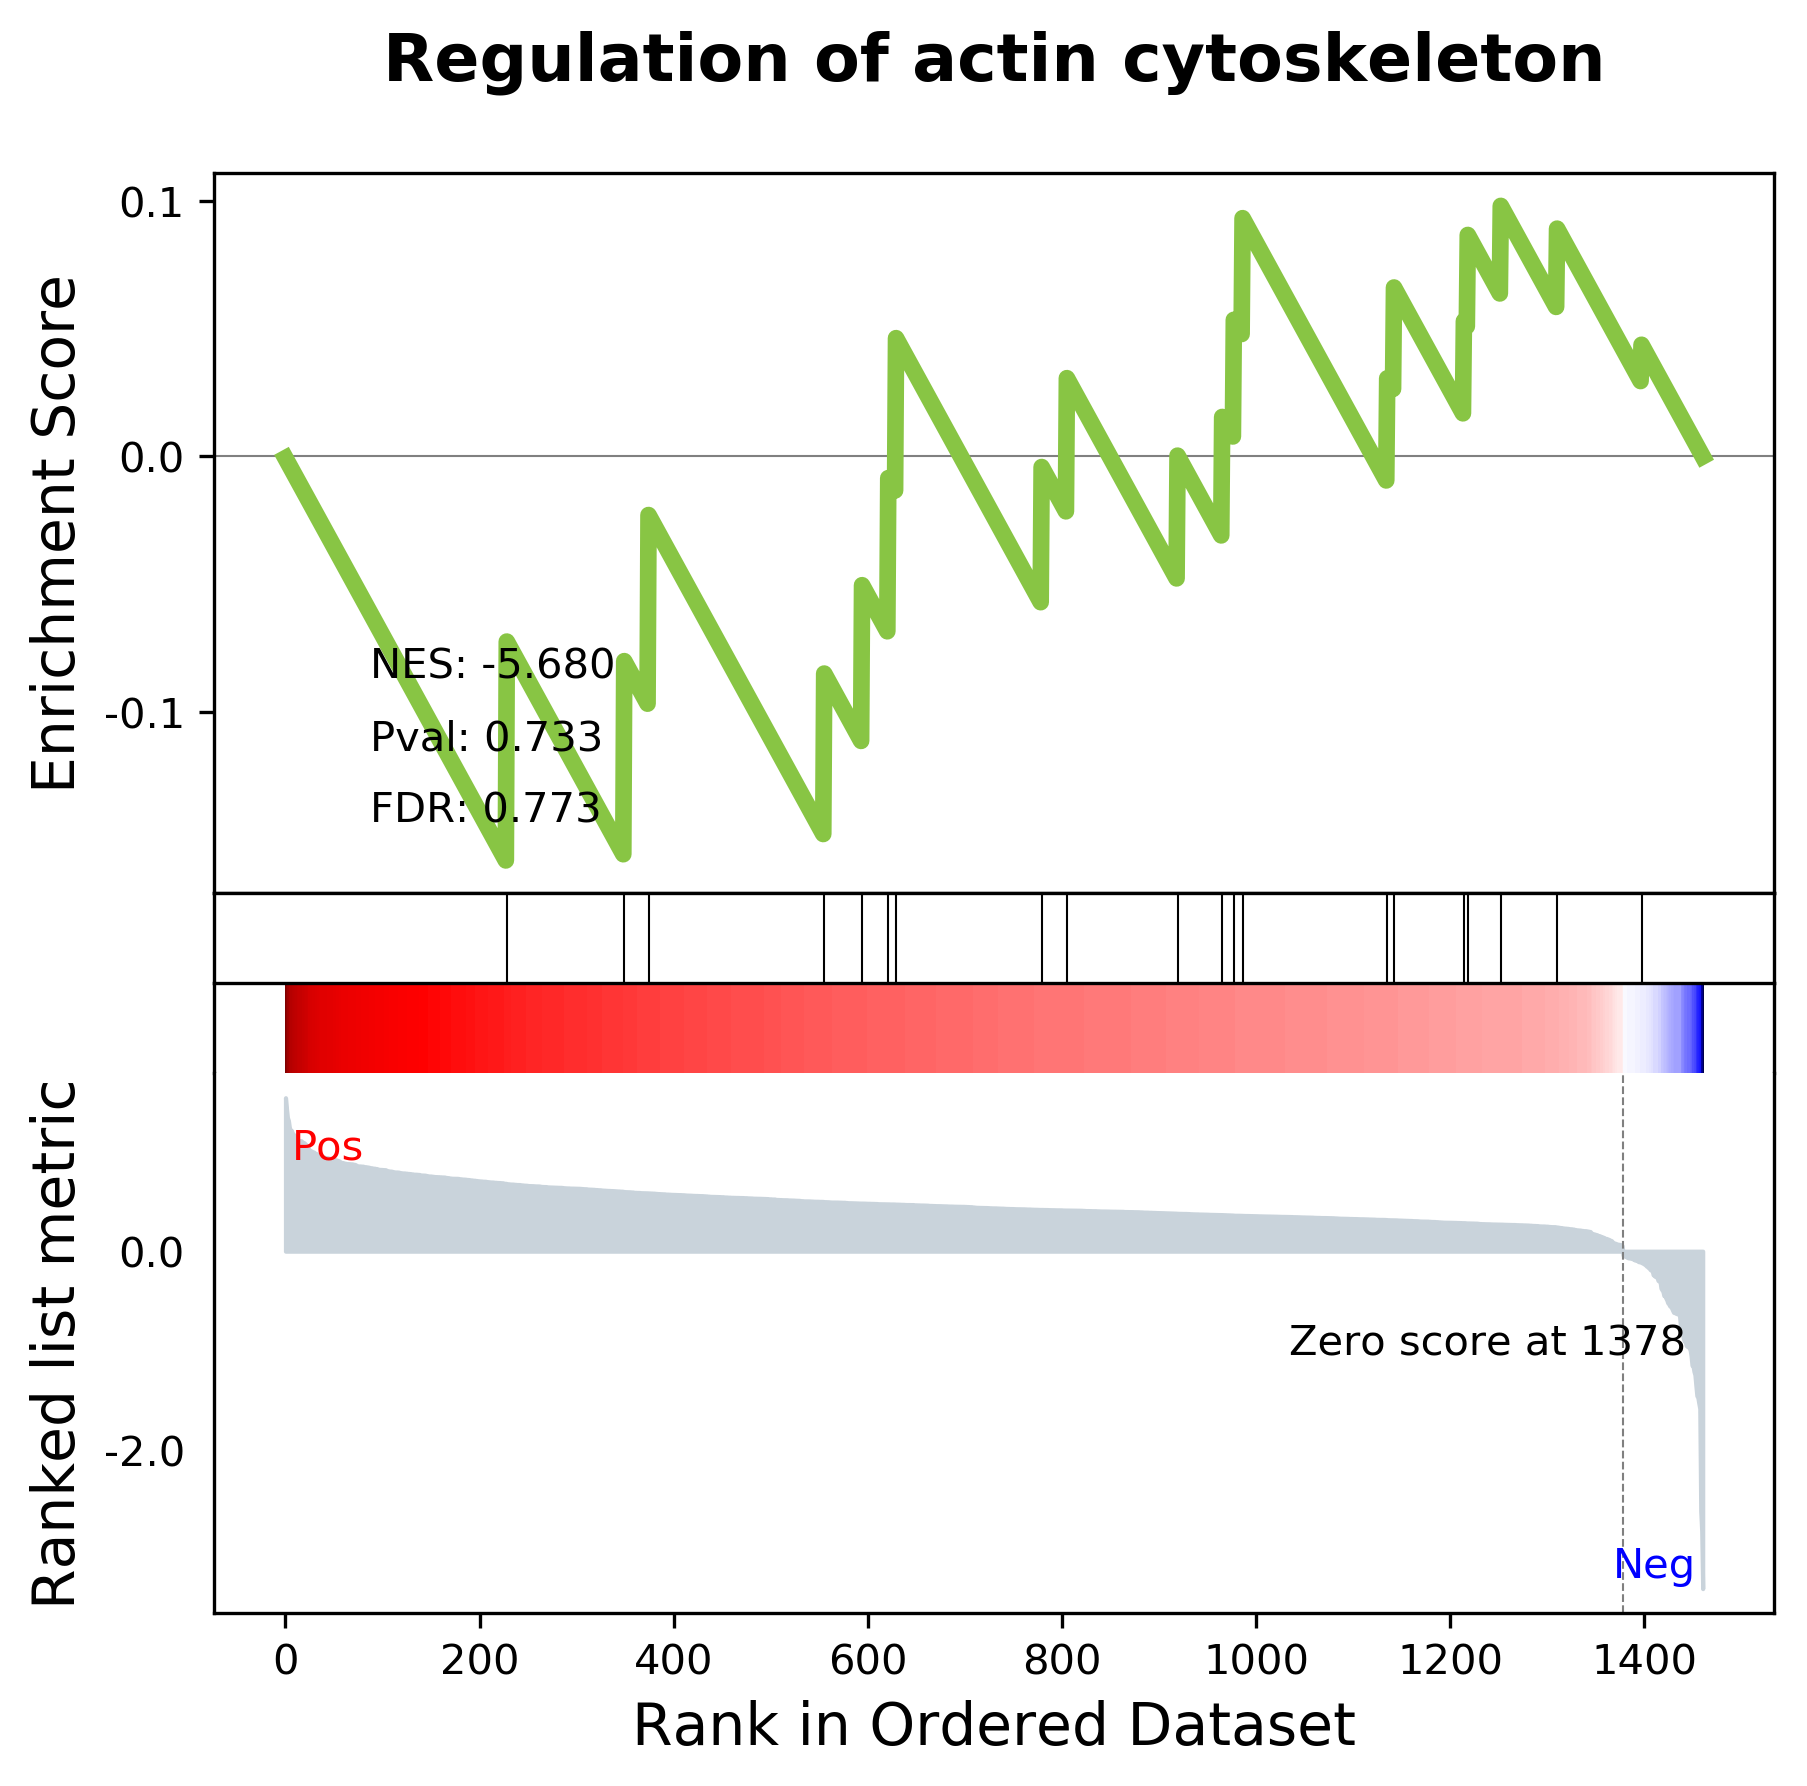 Regulation of actin cytoskeleton
Enrichment Score
0.1
0.0
-0.1
NES: -5.680
Pval: 0.733
FDR: 0.773
Ranked list metric
Pos
0.0
Zero score at 1378
-2.0
Neg
0 200 400 600 800 1000 1200 1400
Rank in Ordered Dataset